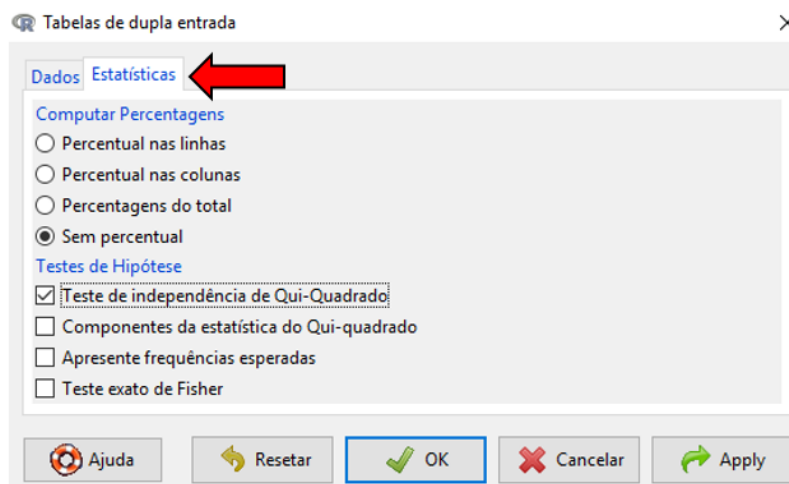 Tabelas de dupla entrada
Dados Estatísticas
Computar Percentagens
Percentual nas linhas
Percentual nas colunas
Percentagens do total
Sem percentual
Testes de Hipótese
Teste de independência de Qui-Quadrado
Componentes da estatística do Qui-quadrado
Apresente frequências esperadas
Teste exato de Fisher
Ajuda Resetar OK Cancelar Apply